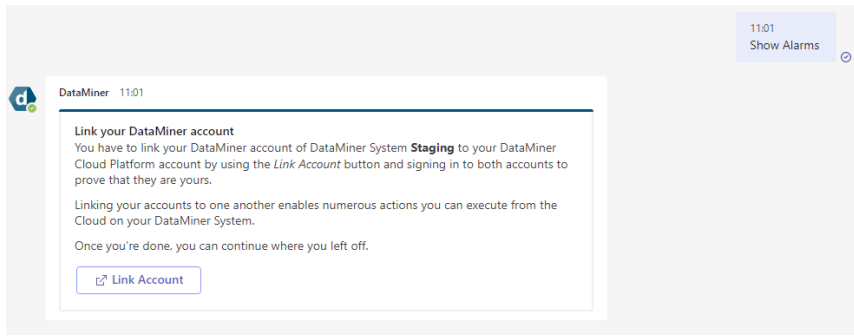 11:01
Show Alarms
d
DataMiner 11:01
Link your DataMiner account
You have to link your DataMiner account of DataMiner System Staging to your DataMiner
Cloud Platform account by using the Link Account button and signing in to both accounts to
prove that they are yours.
Linking your accounts to one another enables numerous actions you can execute from the
Cloud on your DataMiner System.
Once you're done, you can continue where you left off.
Link Account